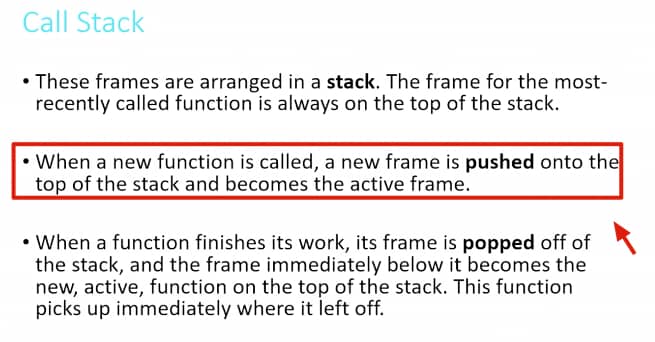 Call Stack
• These frames are arranged in a stack. The frame for the most-
recently called function is always on the top of the stack.
• When a new function is called, a new frame is pushed onto the
top of the stack and becomes the active frame.
• When a function finishes its work, its frame is popped off of
the stack, and the frame immediately below it becomes the
new, active, function on the top of the stack. This function
picks up immediately where it left off.